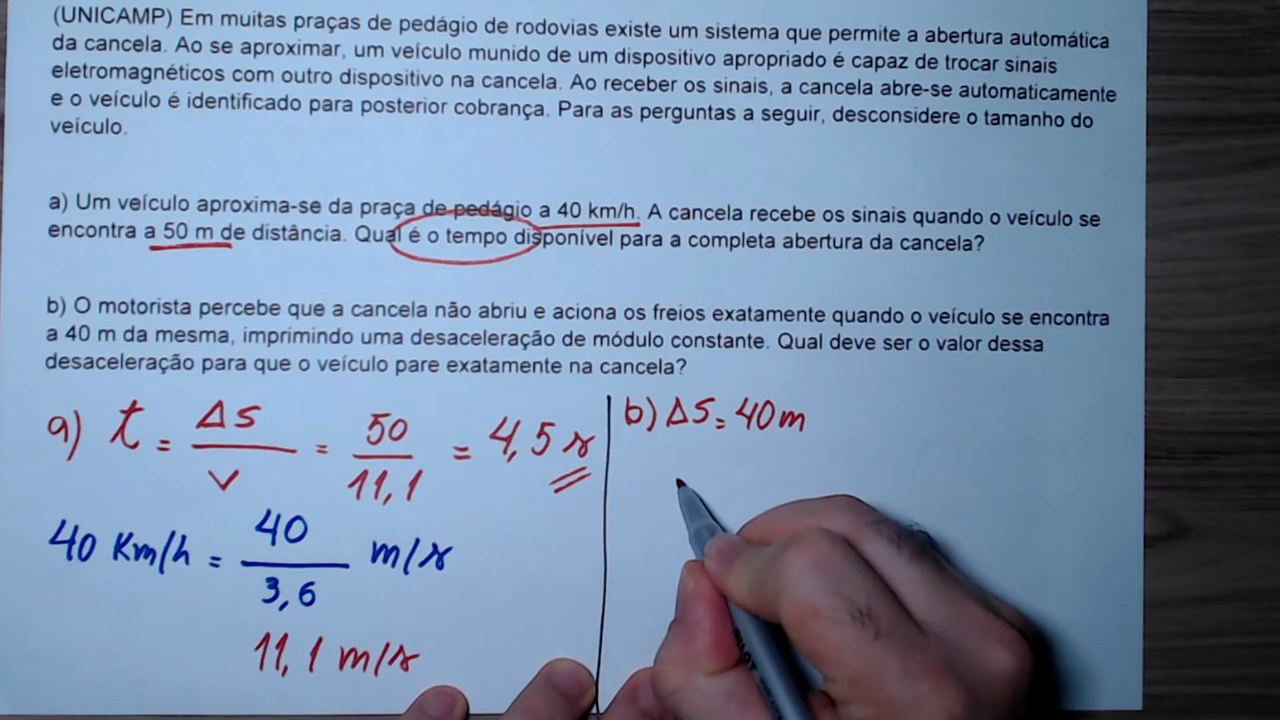 (UNICAMP) Em muitas praças de pedágio de rodovias existe um sistema que permite a abertura automática
da cancela. Ao se aproximar, um veículo munido de um dispositivo apropriado é capaz de trocar sinais
eletromagnéticos com outro dispositivo na cancela. Ao receber os sinais, a cancela abre-se automaticamente
e o veículo é identificado para posterior cobrança. Para as perguntas a seguir, desconsidere o tamanho do
veículo.
a) Um veículo aproxima-se da praça de pedágio a 40 km/h. A cancela recebe os sinais quando o veículo se
encontra a 50 m de distância. Qual é o tempo disponível para a completa abertura da cancela?
b) O motorista percebe que a cancela não abriu e aciona os freios exatamente quando o veículo se encontra
a 40 m da mesma, imprimindo uma desaceleração de módulo constante. Qual deve ser o valor dessa
desaceleração para que o veículo pare exatamente na cancela?
a) t = ΔS / V = 50 / 11,1 = 4,5 s
40 Km/h = 40 / 3,6 m/s
11,1 m/s
b) ΔS = 40 m